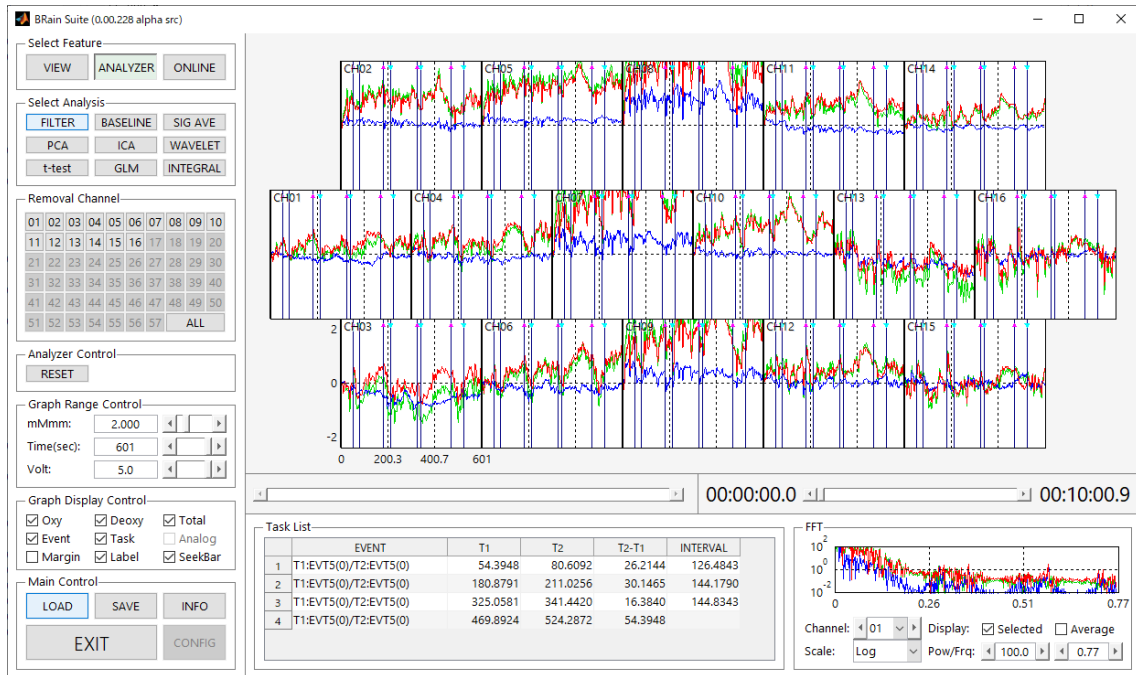 BRain Suite (0.00.228 alpha src)
Select Feature
VIEW ANALYZER ONLINE
Select Analysis
FILTER BASELINE SIG AVE
PCA ICA WAVELET
t-test GLM INTEGRAL
Removal Channel
01 02 03 04 05 06 07 08 09 10
11 12 13 14 15 16 17 18 19 20
21 22 23 24 25 26 27 28 29 30
31 32 33 34 35 36 37 38 39 40
41 42 43 44 45 46 47 48 49 50
51 52 53 54 55 56 57 ALL
Analyzer Control
RESET
Graph Range Control
mMmm: 2.000
Time(sec): 601
Volt: 5.0
Graph Display Control
Oxy Deoxy Total
Event Task Analog
Margin Label SeekBar
Main Control
LOAD SAVE INFO
EXIT CONFIG
CH02 CH05 CH08 CH11 CH14
CH01 CH04 CH07 CH10 CH13 CH16
CH03 CH06 CH09 CH12 CH15
2
0
-2
0 200.3 400.7 601
00:00:00.0 00:10:00.9
Task List
EVENT T1 T2 T2-T1 INTERVAL
1 T1:EVT5(0)/T2:EVT5(0) 54.3948 80.6092 26.2144 126.4843
2 T1:EVT5(0)/T2:EVT5(0) 180.8791 211.0256 30.1465 144.1790
3 T1:EVT5(0)/T2:EVT5(0) 325.0581 341.4420 16.3840 144.8343
4 T1:EVT5(0)/T2:EVT5(0) 469.8924 524.2872 54.3948
FFT
10^2
10^0
10^-2
0 0.26 0.51 0.77
Channel: 01 Display: Selected Average
Scale: Log Pow/Frq: 100.0 0.77